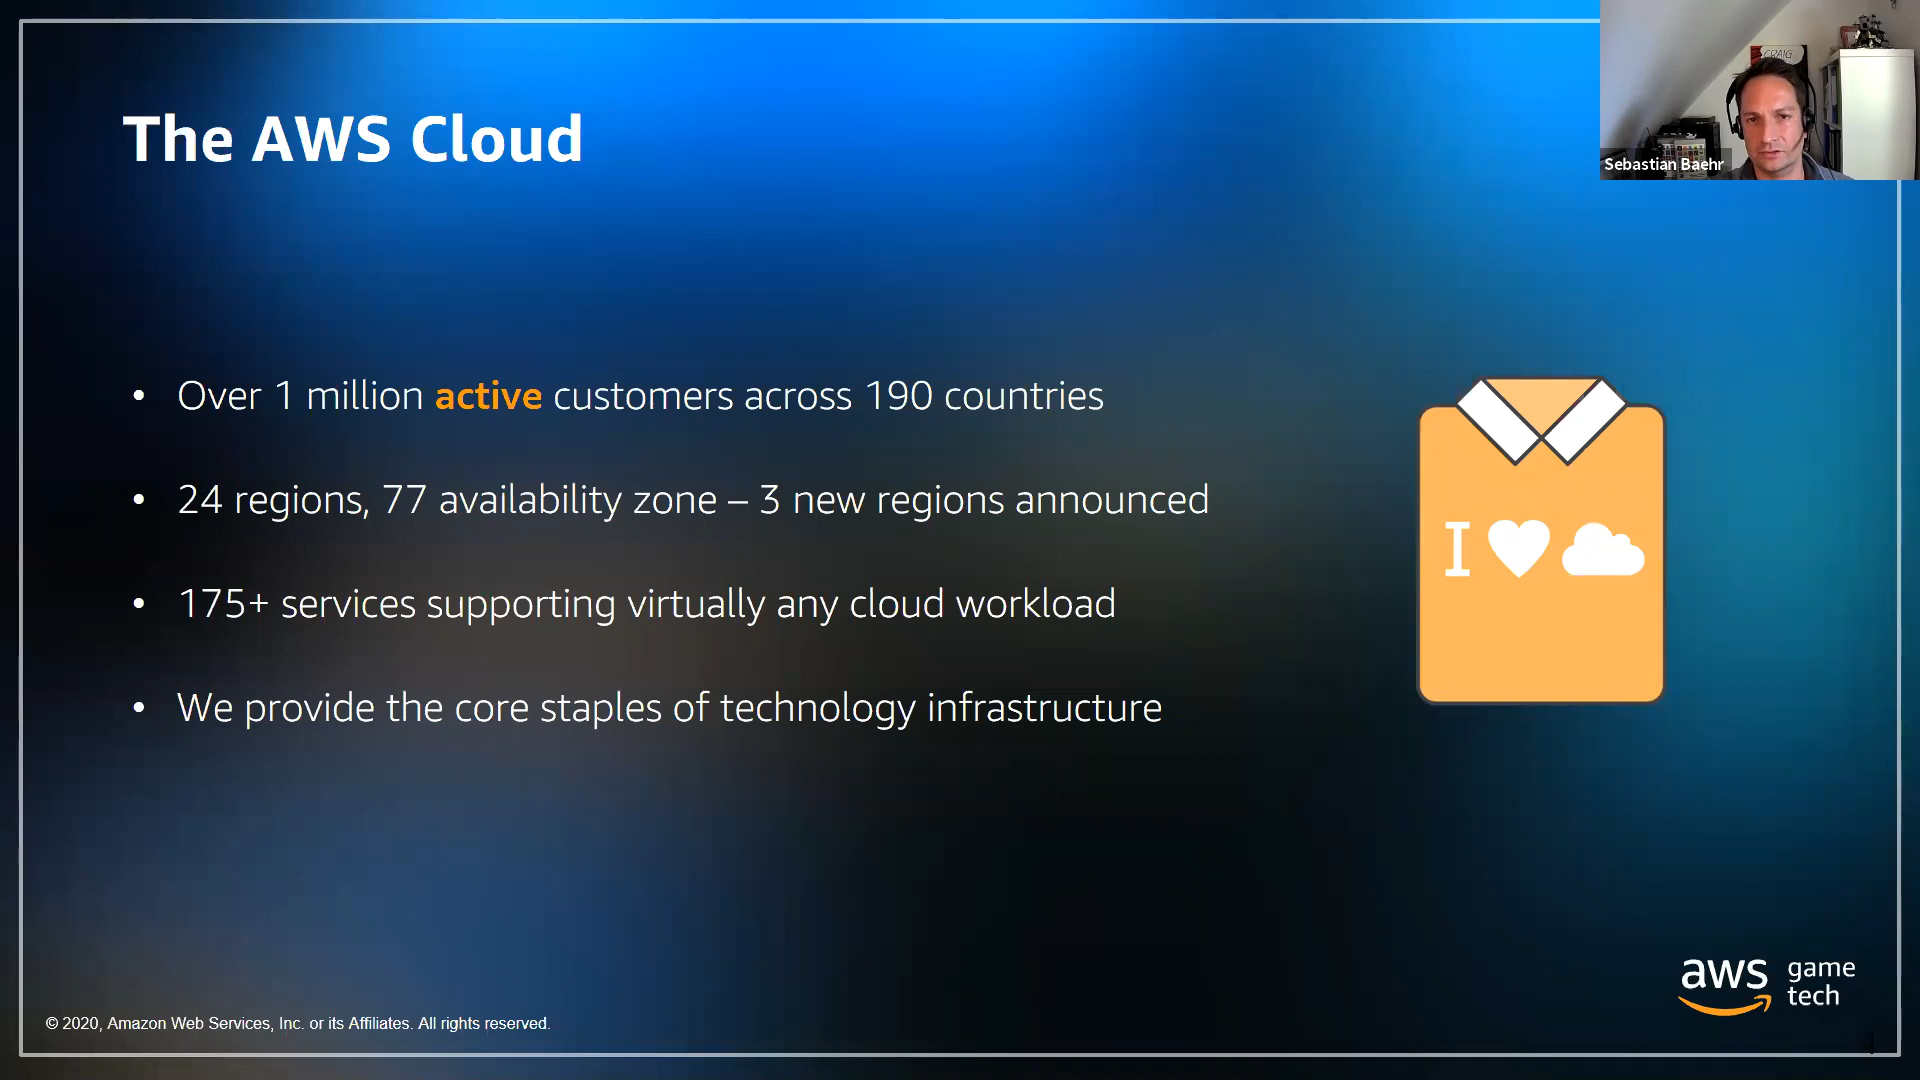 The AWS Cloud
CRAIG
Sebastian Baehr
• Over 1 million active customers across 190 countries
• 24 regions, 77 availability zone – 3 new regions announced
• 175+ services supporting virtually any cloud workload
• We provide the core staples of technology infrastructure
I
aws game tech
© 2020, Amazon Web Services, Inc. or its Affiliates. All rights reserved.